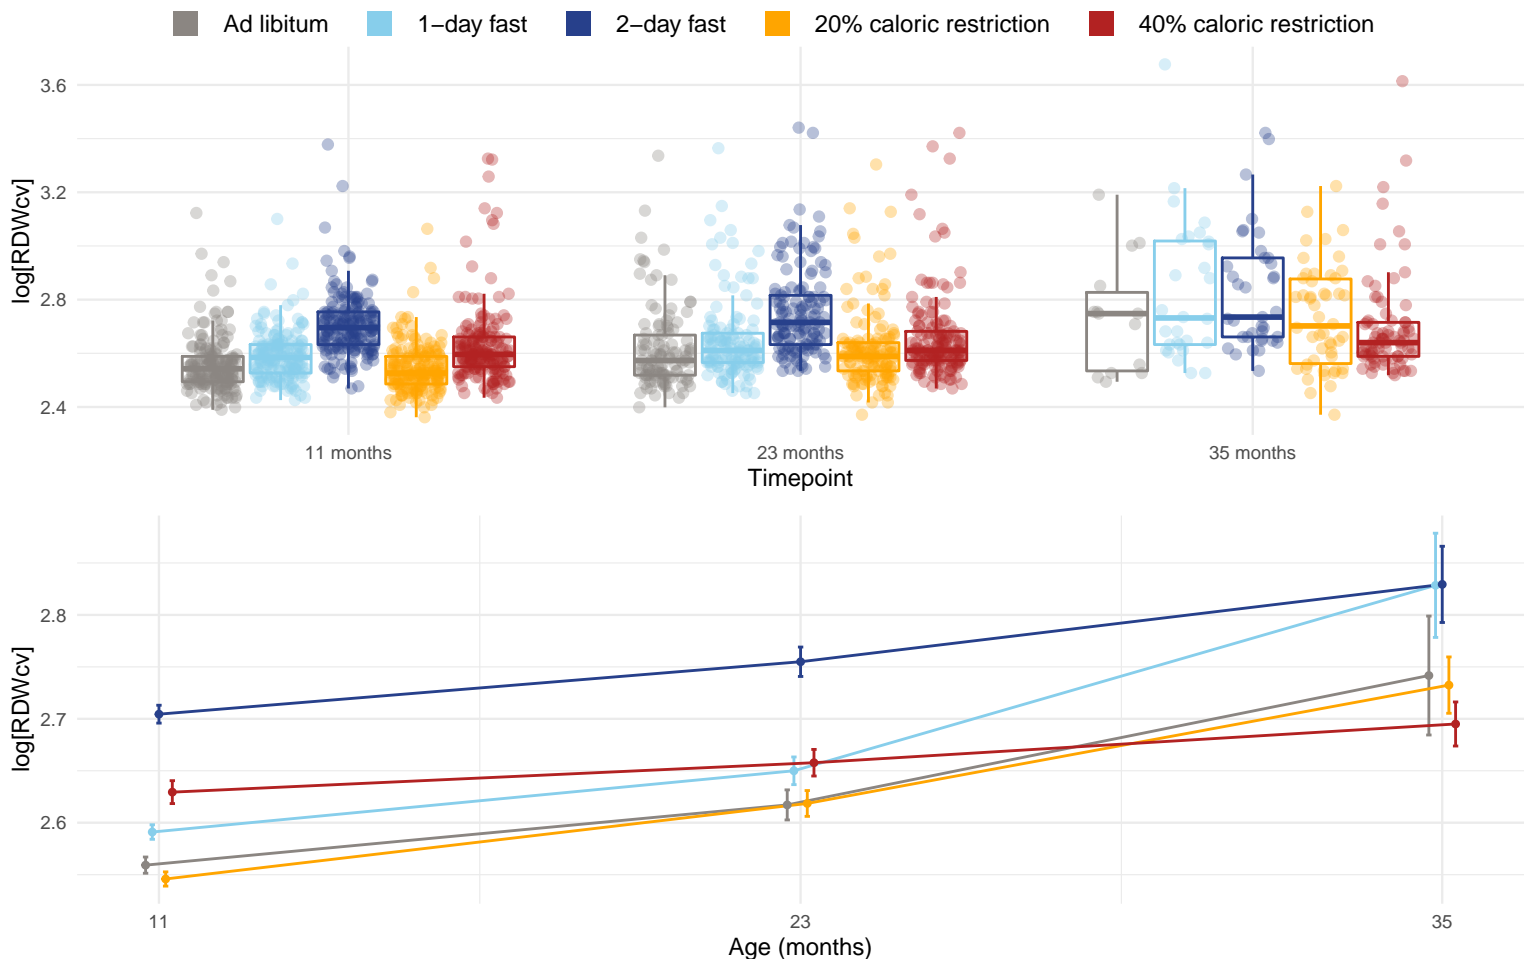 Ad libitum 1−day fast 2−day fast 20% caloric restriction 40% caloric restriction
3.6
3.2
2.8
2.4
log[RDWcv]
11 months 23 months 35 months
Timepoint
2.8
2.7
2.6
log[RDWcv]
11 23 35
Age (months)